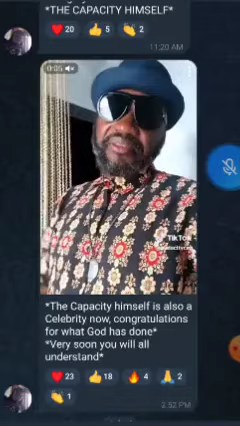 *THE CAPACITY HIMSELF*
❤️ 20 👍 5 👏 2
11:20 AM
0:05
TikTok
*The Capacity himself is also a
Celebrity now, congratulations
for what God has done*
*Very soon you will all
understand*
❤️ 23 👍 18 🔥 4 🙏 2
👏 1
2:52 PM